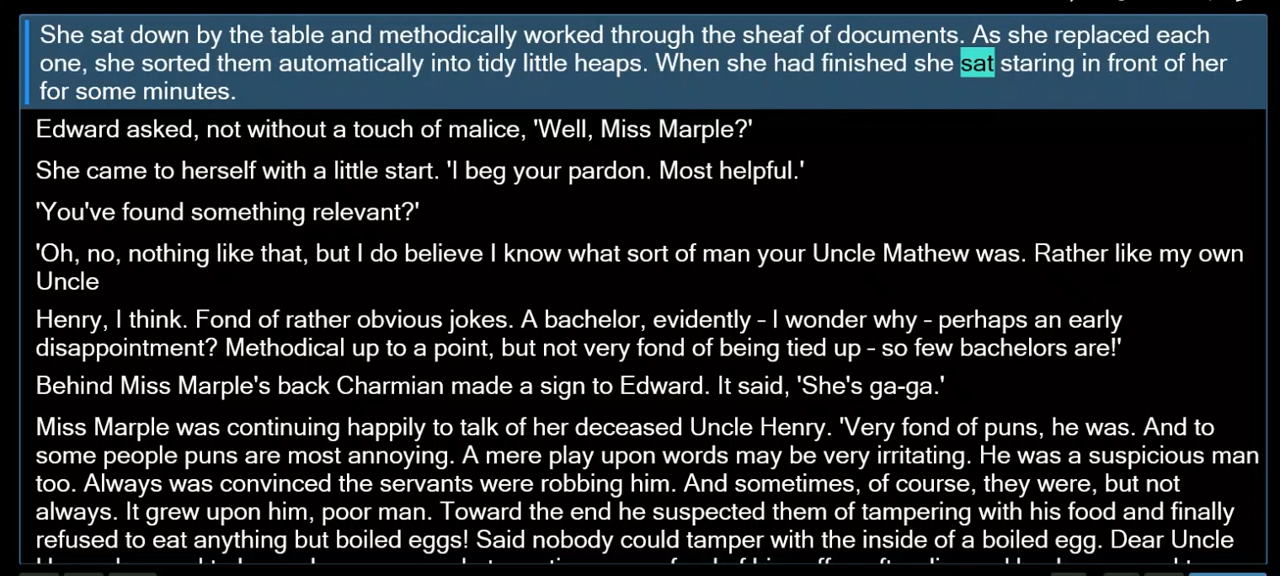 She sat down by the table and methodically worked through the sheaf of documents. As she replaced each
one, she sorted them automatically into tidy little heaps. When she had finished she sat staring in front of her
for some minutes.
Edward asked, not without a touch of malice, 'Well, Miss Marple?'
She came to herself with a little start. 'I beg your pardon. Most helpful.'
'You've found something relevant?'
'Oh, no, nothing like that, but I do believe I know what sort of man your Uncle Mathew was. Rather like my own
Uncle
Henry, I think. Fond of rather obvious jokes. A bachelor, evidently - I wonder why - perhaps an early
disappointment? Methodical up to a point, but not very fond of being tied up - so few bachelors are!'
Behind Miss Marple's back Charmian made a sign to Edward. It said, 'She's ga-ga.'
Miss Marple was continuing happily to talk of her deceased Uncle Henry. 'Very fond of puns, he was. And to
some people puns are most annoying. A mere play upon words may be very irritating. He was a suspicious man
too. Always was convinced the servants were robbing him. And sometimes, of course, they were, but not
always. It grew upon him, poor man. Toward the end he suspected them of tampering with his food and finally
refused to eat anything but boiled eggs! Said nobody could tamper with the inside of a boiled egg. Dear Uncle